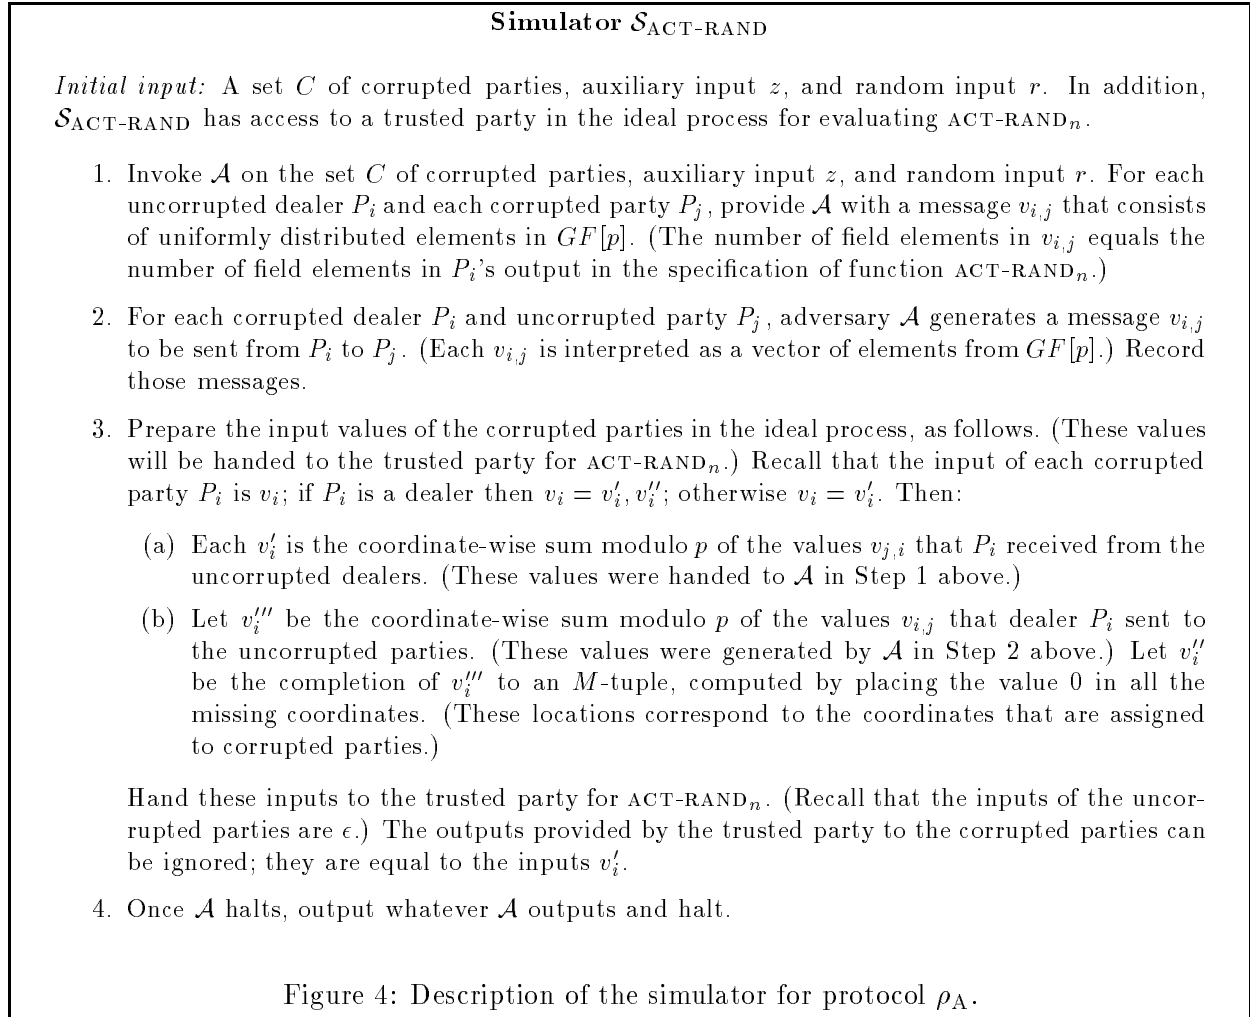 Simulator 𝒮ACT-RAND
Initial input: A set C of corrupted parties, auxiliary input z, and random input r. In addition,
𝒮ACT-RAND has access to a trusted party in the ideal process for evaluating ACT-RANDₙ.
1. Invoke 𝒜 on the set C of corrupted parties, auxiliary input z, and random input r. For each
uncorrupted dealer Pᵢ and each corrupted party Pⱼ, provide 𝒜 with a message vᵢ,ⱼ that consists
of uniformly distributed elements in GF[p]. (The number of field elements in vᵢ,ⱼ equals the
number of field elements in Pᵢ's output in the specification of function ACT-RANDₙ.)
2. For each corrupted dealer Pᵢ and uncorrupted party Pⱼ, adversary 𝒜 generates a message vᵢ,ⱼ
to be sent from Pᵢ to Pⱼ. (Each vᵢ,ⱼ is interpreted as a vector of elements from GF[p].) Record
those messages.
3. Prepare the input values of the corrupted parties in the ideal process, as follows. (These values
will be handed to the trusted party for ACT-RANDₙ.) Recall that the input of each corrupted
party Pᵢ is vᵢ; if Pᵢ is a dealer then vᵢ = v′ᵢ, v″ᵢ; otherwise vᵢ = v′ᵢ. Then:
(a) Each v′ᵢ is the coordinate-wise sum modulo p of the values vⱼ,ᵢ that Pᵢ received from the
uncorrupted dealers. (These values were handed to 𝒜 in Step 1 above.)
(b) Let v‴ᵢ be the coordinate-wise sum modulo p of the values vᵢ,ⱼ that dealer Pᵢ sent to
the uncorrupted parties. (These values were generated by 𝒜 in Step 2 above.) Let v″ᵢ
be the completion of v‴ᵢ to an M-tuple, computed by placing the value 0 in all the
missing coordinates. (These locations correspond to the coordinates that are assigned
to corrupted parties.)
Hand these inputs to the trusted party for ACT-RANDₙ. (Recall that the inputs of the uncor-
rupted parties are ϵ.) The outputs provided by the trusted party to the corrupted parties can
be ignored; they are equal to the inputs v′ᵢ.
4. Once 𝒜 halts, output whatever 𝒜 outputs and halt.
Figure 4: Description of the simulator for protocol ρA.